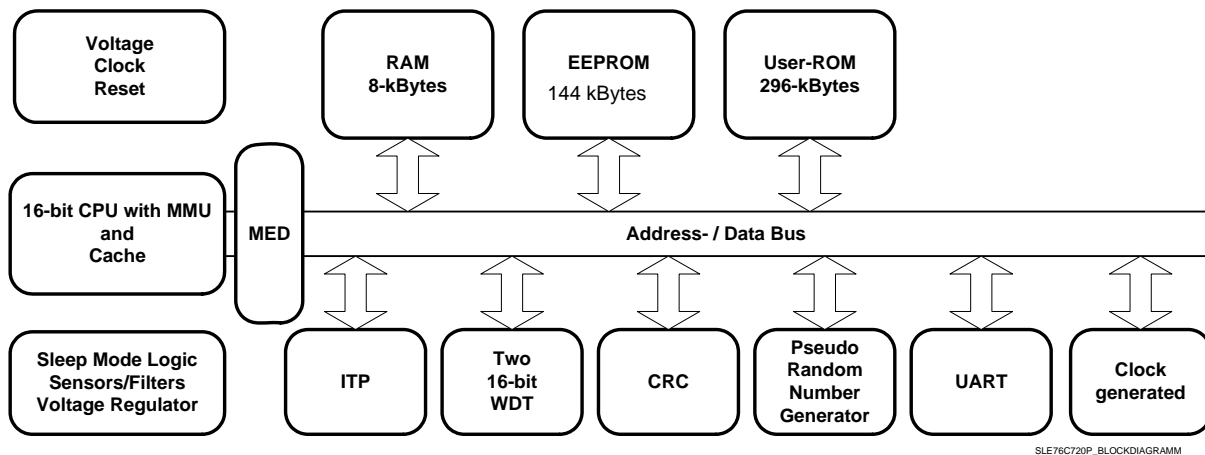 Voltage
Clock
Reset
RAM
8-kBytes
EEPROM
144 kBytes
User-ROM
296-kBytes
16-bit CPU with MMU
and
Cache
MED
Address- / Data Bus
Sleep Mode Logic
Sensors/Filters
Voltage Regulator
ITP
Two
16-bit
WDT
CRC
Pseudo
Random
Number
Generator
UART
Clock
generated
SLE76C720P_BLOCKDIAGRAMM